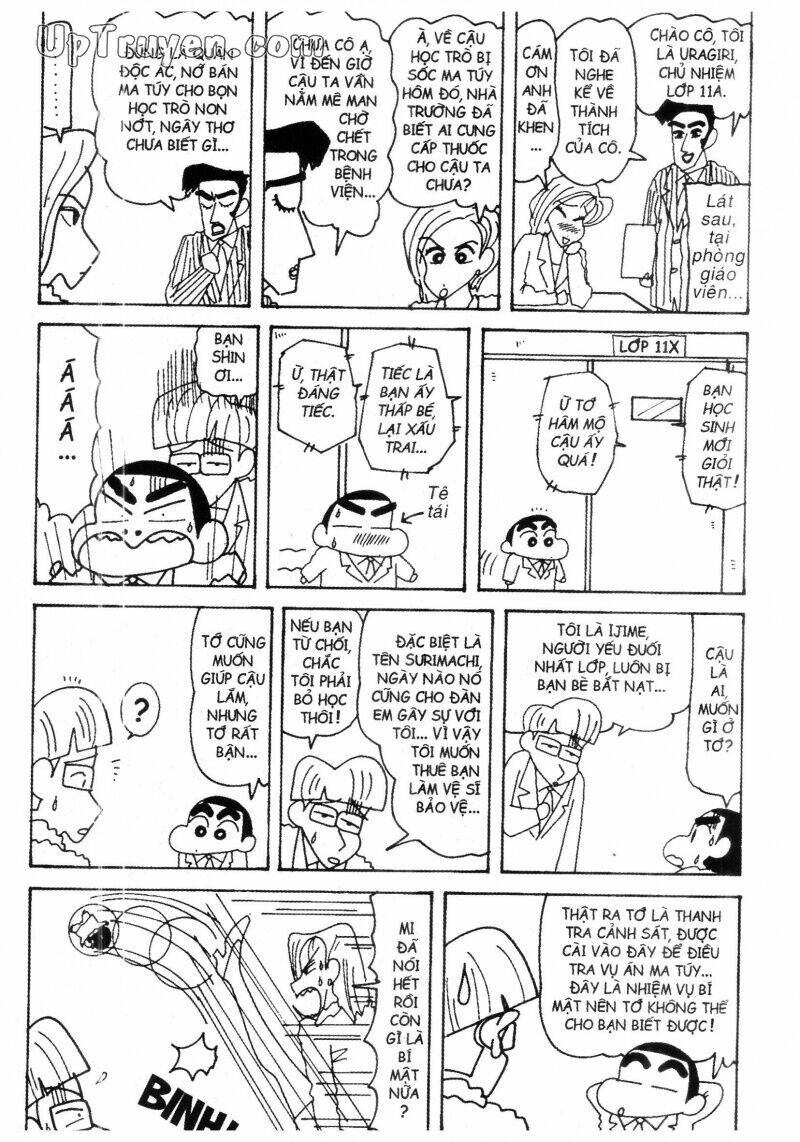 UpTruyen.com
CHÀO CÔ, TÔI
LÀ URAGIRI,
CHỦ NHIỆM
LỚP 11A.
TÔI ĐÃ
NGHE
KỂ VỀ
THÀNH
TÍCH
CỦA CÔ.
CÁM
ƠN
ANH
ĐÃ
KHEN
...
Lát
sau,
tại
phòng
giáo
viên...
À, VỀ CẬU
HỌC TRÒ BỊ
SỐC MA TÚY
HÔM ĐÓ, NHÀ
TRƯỜNG ĐÃ
BIẾT AI CUNG
CẤP THUỐC
CHO CẬU TA
CHƯA?
CHƯA CÔ Ạ,
VÌ ĐẾN GIỜ
CẬU TA VẪN
NẰM MÊ MAN
CHỜ
CHẾT
TRONG
BỆNH
VIỆN...
ĐÚNG LÀ QUÂN
ĐỘC ÁC, NỠ BÁN
MA TÚY CHO BỌN
HỌC TRÒ NON
NỚT, NGÂY THƠ
CHƯA BIẾT GÌ...
......
LỚP 11X
BẠN
HỌC
SINH
MỚI
GIỎI
THẬT!
Ừ TỚ
HÂM MỘ
CẬU ẤY
QUÁ!
TIẾC LÀ
BẠN ẤY
THẤP BÉ,
LẠI XẤU
TRAI...
Ừ, THẬT
ĐÁNG
TIẾC.
Tê
tái
BẠN
SHIN
ƠI...
Á
Á
Á
...
CẬU
LÀ
AI,
MUỐN
GÌ Ở
TỚ?
TÔI LÀ IJIME,
NGƯỜI YẾU ĐUỐI
NHẤT LỚP, LUÔN BỊ
BẠN BÈ BẮT NẠT...
ĐẶC BIỆT LÀ
TÊN SURIMACHI,
NGÀY NÀO NÓ
CŨNG CHO ĐÀN
EM GÂY SỰ VỚI
TÔI... VÌ VẬY
TÔI MUỐN
THUÊ BẠN
LÀM VỆ SĨ
BẢO VỆ...
NẾU BẠN
TỪ CHỐI,
CHẮC
TÔI PHẢI
BỎ HỌC
THÔI!
TỚ CŨNG
MUỐN
GIÚP CẬU
LẮM,
NHƯNG
TỚ RẤT
BẬN...
?
THẬT RA TỚ LÀ THANH
TRA CẢNH SÁT, ĐƯỢC
CÀI VÀO ĐÂY ĐỂ ĐIỀU
TRA VỤ ÁN MA TÚY...
ĐÂY LÀ NHIỆM VỤ BÍ
MẬT NÊN TỚ KHÔNG THỂ
CHO BẠN BIẾT ĐƯỢC!
MI
ĐÃ
NÓI
HẾT
RỒI
CÒN
GÌ LÀ
BÍ
MẬT
NỮA
?
BINH!